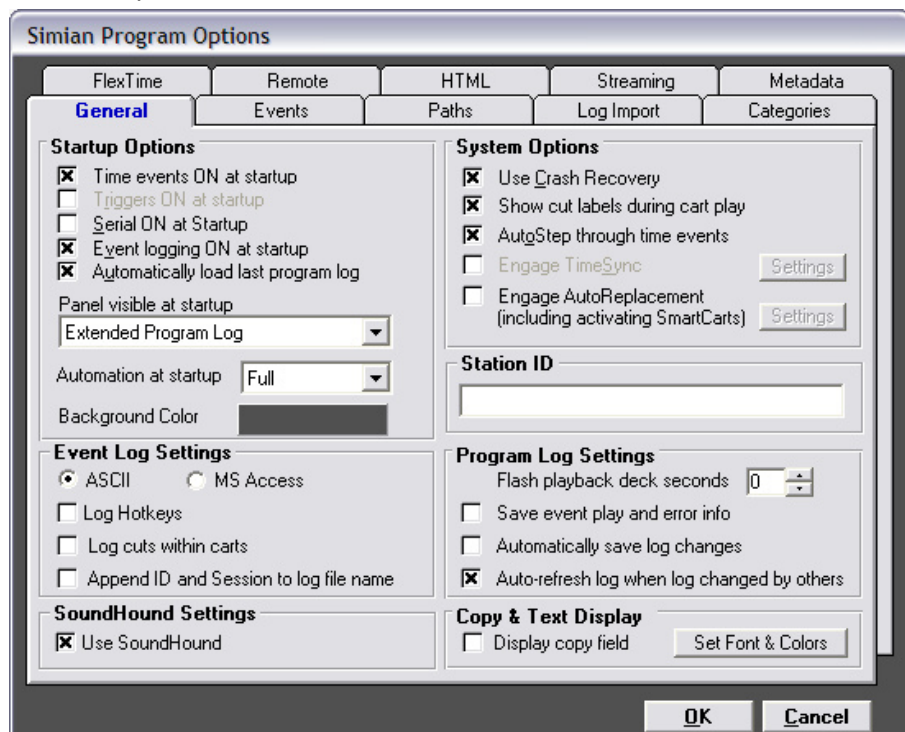 Simian Program Options
FlexTime
Remote
HTML
Streaming
Metadata
General
Events
Paths
Log Import
Categories
Startup Options
Time events ON at startup
Triggers ON at startup
Serial ON at Startup
Event logging ON at startup
Automatically load last program log
Panel visible at startup
Extended Program Log
Automation at startup
Full
Background Color
System Options
Use Crash Recovery
Show cut labels during cart play
AutoStep through time events
Engage TimeSync
Settings
Engage AutoReplacement
(including activating SmartCarts)
Settings
Station ID
Event Log Settings
ASCII
MS Access
Log Hotkeys
Log cuts within carts
Append ID and Session to log file name
Program Log Settings
Flash playback deck seconds
0
Save event play and error info
Automatically save log changes
Auto-refresh log when log changed by others
SoundHound Settings
Use SoundHound
Copy & Text Display
Display copy field
Set Font & Colors
OK
Cancel